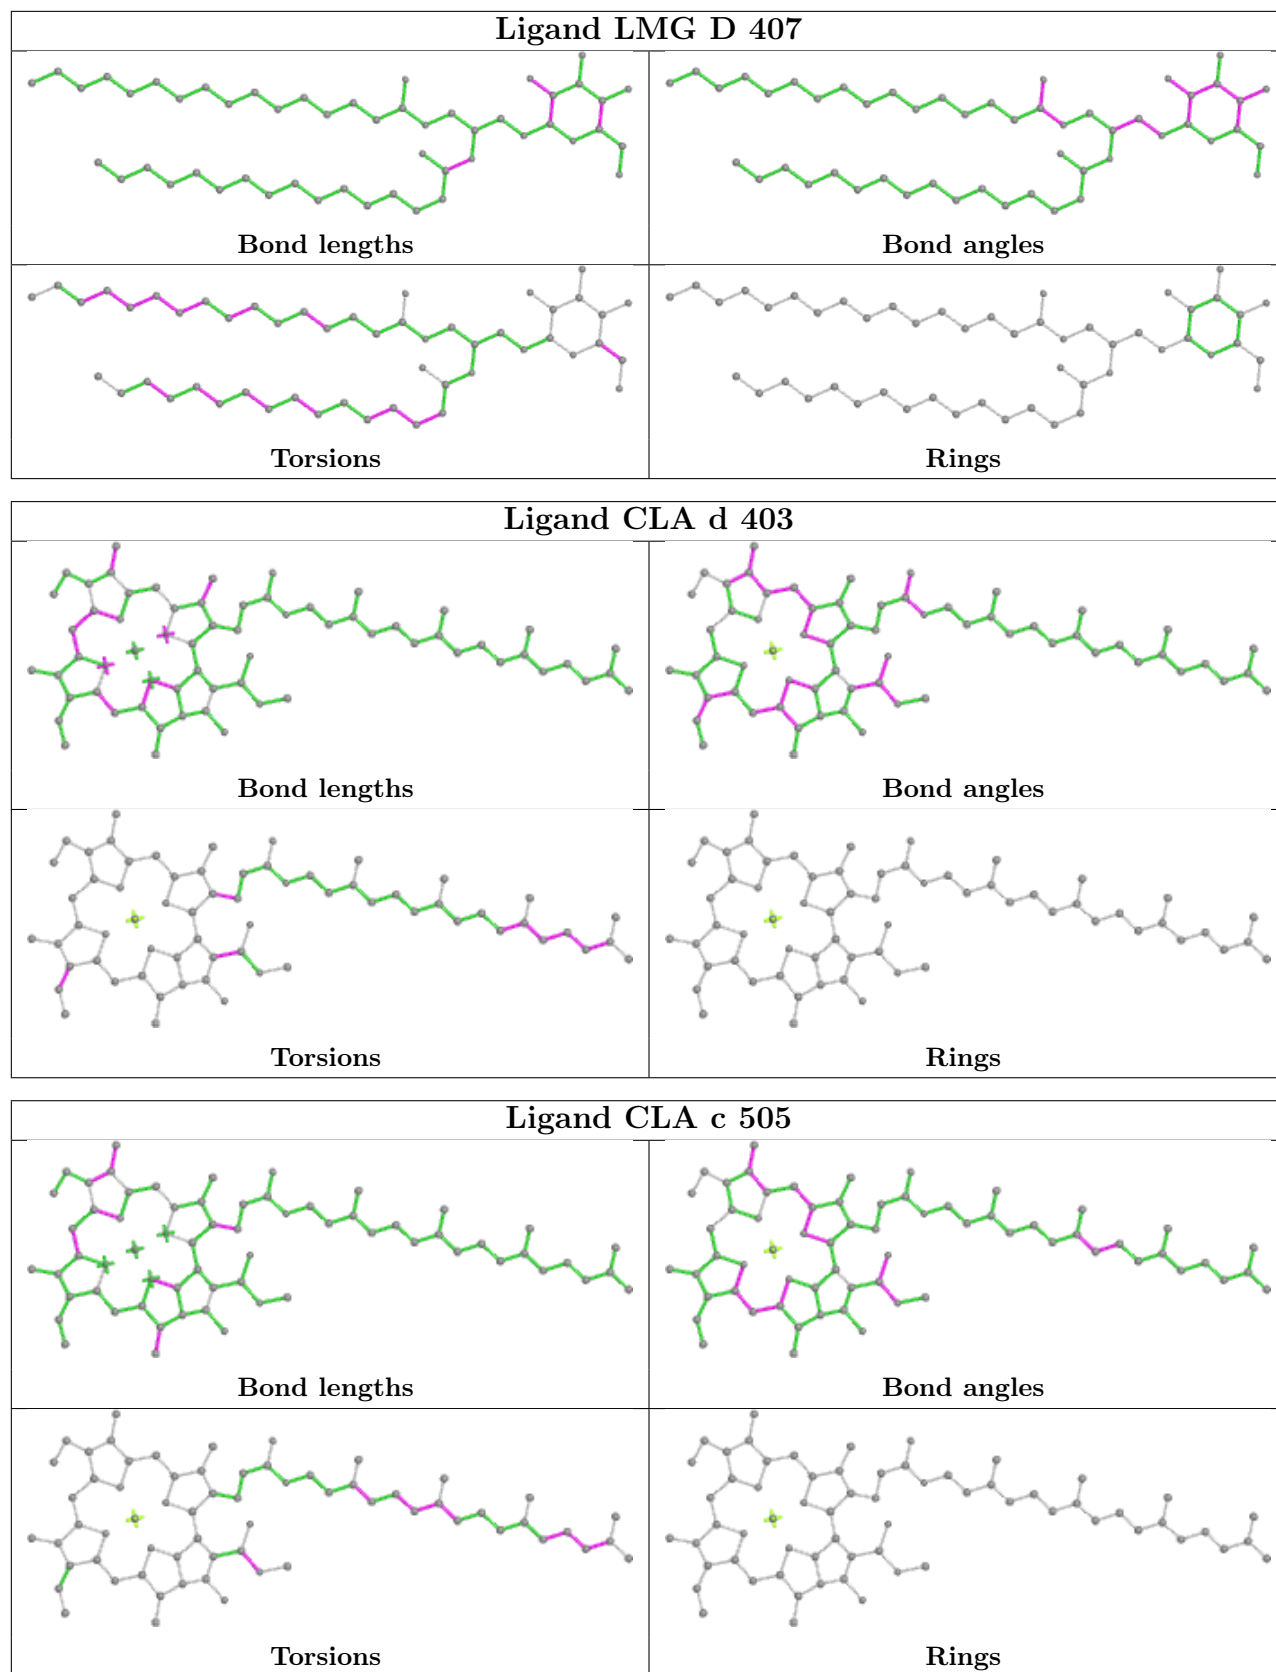 Ligand LMG D 407
Bond lengths
Bond angles
Torsions
Rings
Ligand CLA d 403
Bond lengths
Bond angles
Torsions
Rings
Ligand CLA c 505
Bond lengths
Bond angles
Torsions
Rings